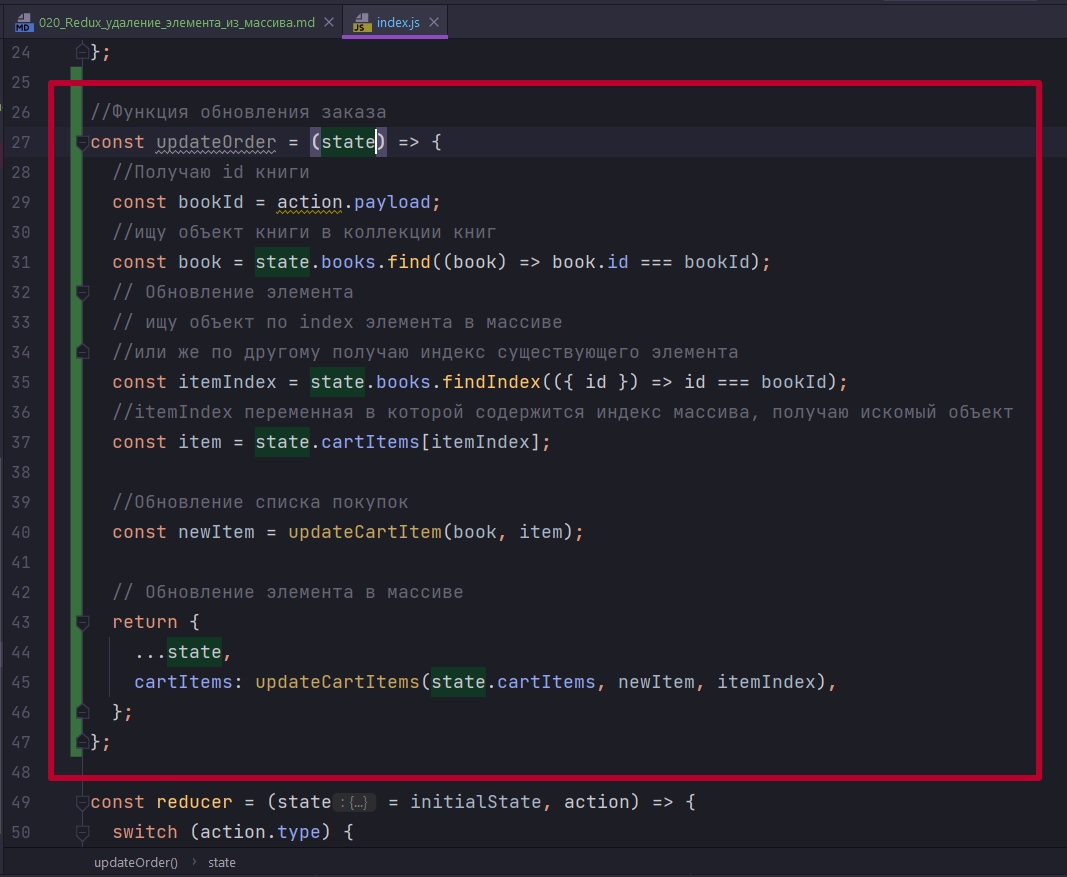 020_Redux_удаление_элемента_из_массива.md
index.js
24 };
25
26 //Функция обновления заказа
27 const updateOrder = (state) => {
28 //Получаю id книги
29 const bookId = action.payload;
30 //ищу объект книги в коллекции книг
31 const book = state.books.find((book) => book.id === bookId);
32 // Обновление элемента
33 // ищу объект по index элемента в массиве
34 //или же по другому получаю индекс существующего элемента
35 const itemIndex = state.books.findIndex(({ id }) => id === bookId);
36 //itemIndex переменная в которой содержится индекс массива, получаю искомый объект
37 const item = state.cartItems[itemIndex];
38
39 //Обновление списка покупок
40 const newItem = updateCartItem(book, item);
41
42 // Обновление элемента в массиве
43 return {
44 ...state,
45 cartItems: updateCartItems(state.cartItems, newItem, itemIndex),
46 };
47 };
48
49 const reducer = (state : {...} = initialState, action) => {
50 switch (action.type) {
updateOrder() › state